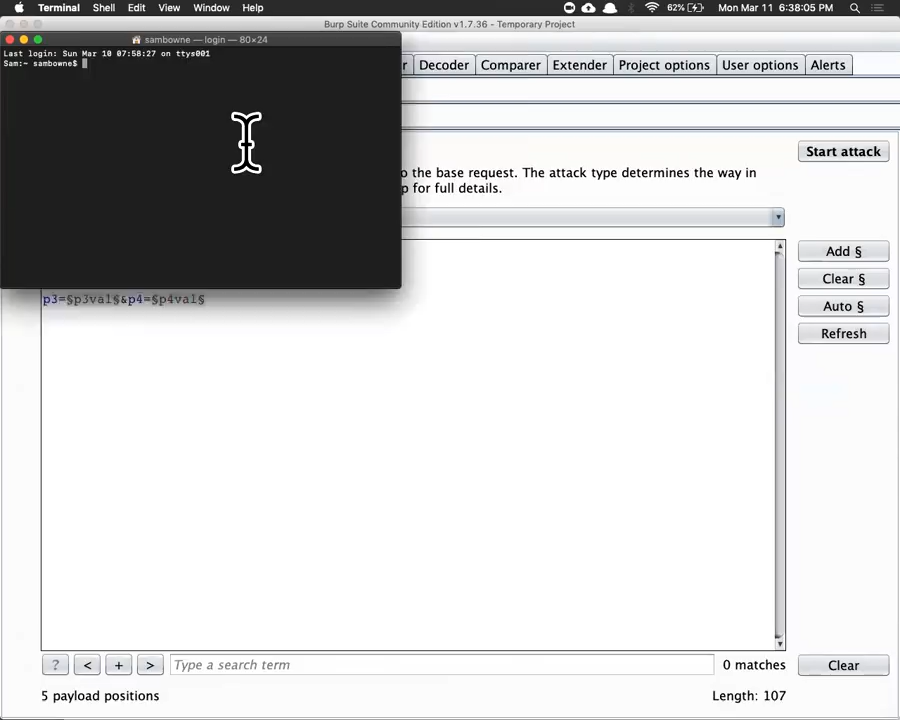 Terminal Shell Edit View Window Help 62% Mon Mar 11 6:38:05 PM
Burp Suite Community Edition v1.7.36 - Temporary Project
sambowne — login — 80×24
Last login: Sun Mar 10 07:58:27 on ttys001
Sam:~ sambowne$
Decoder Comparer Extender Project options User options Alerts
Start attack
o the base request. The attack type determines the way in
p for full details.
Add §
Clear §
Auto §
Refresh
p3=§p3val§&p4=§p4val§
? < + > Type a search term 0 matches Clear
5 payload positions Length: 107